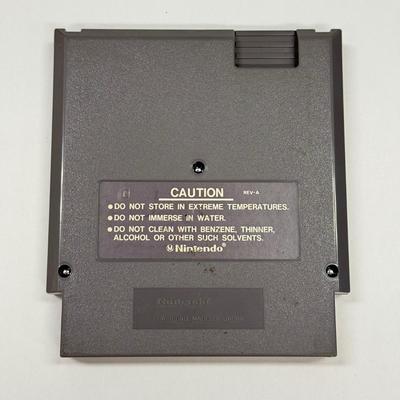 CAUTION REV-A
● DO NOT STORE IN EXTREME TEMPERATURES.
● DO NOT IMMERSE IN WATER.
● DO NOT CLEAN WITH BENZENE, THINNER,
ALCOHOL OR OTHER SUCH SOLVENTS.
Ⓜ Nintendo®
Nintendo